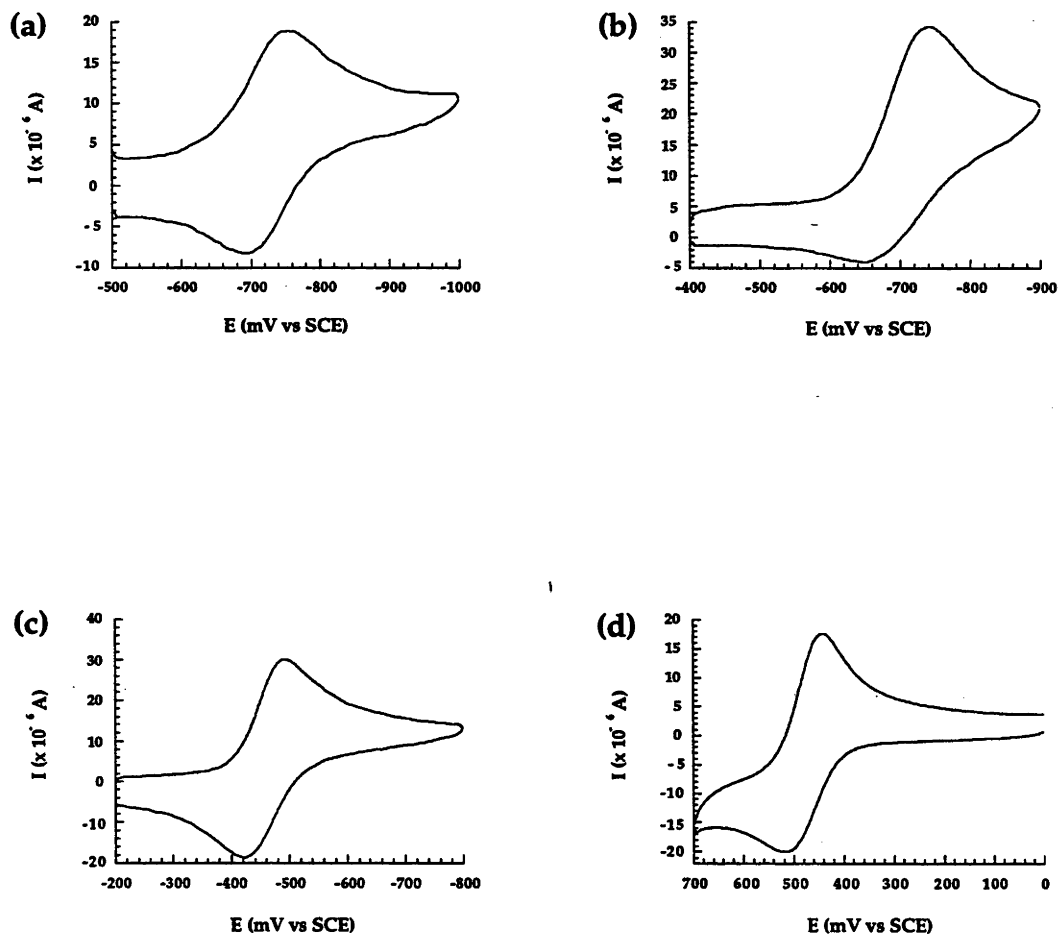 (a)
I (x 10⁻⁶ A)
20
15
10
5
0
-5
-10
-500 -600 -700 -800 -900 -1000
E (mV vs SCE)
(b)
I (x 10⁻⁶ A)
35
30
25
20
15
10
5
0
-5
-400 -500 -600 -700 -800 -900
E (mV vs SCE)
(c)
I (x 10⁻⁶ A)
40
30
20
10
0
-10
-20
-200 -300 -400 -500 -600 -700 -800
E (mV vs SCE)
(d)
I (x 10⁻⁶ A)
20
15
10
5
0
-5
-10
-15
-20
700 600 500 400 300 200 100 0
E (mV vs SCE)